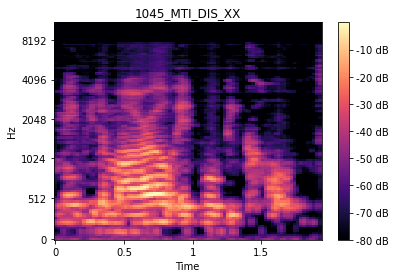 1045_MTI_DIS_XX
8192
4096
2048
1024
512
0
Hz
0
0.5
1
1.5
Time
-10 dB
-20 dB
-30 dB
-40 dB
-50 dB
-60 dB
-70 dB
-80 dB